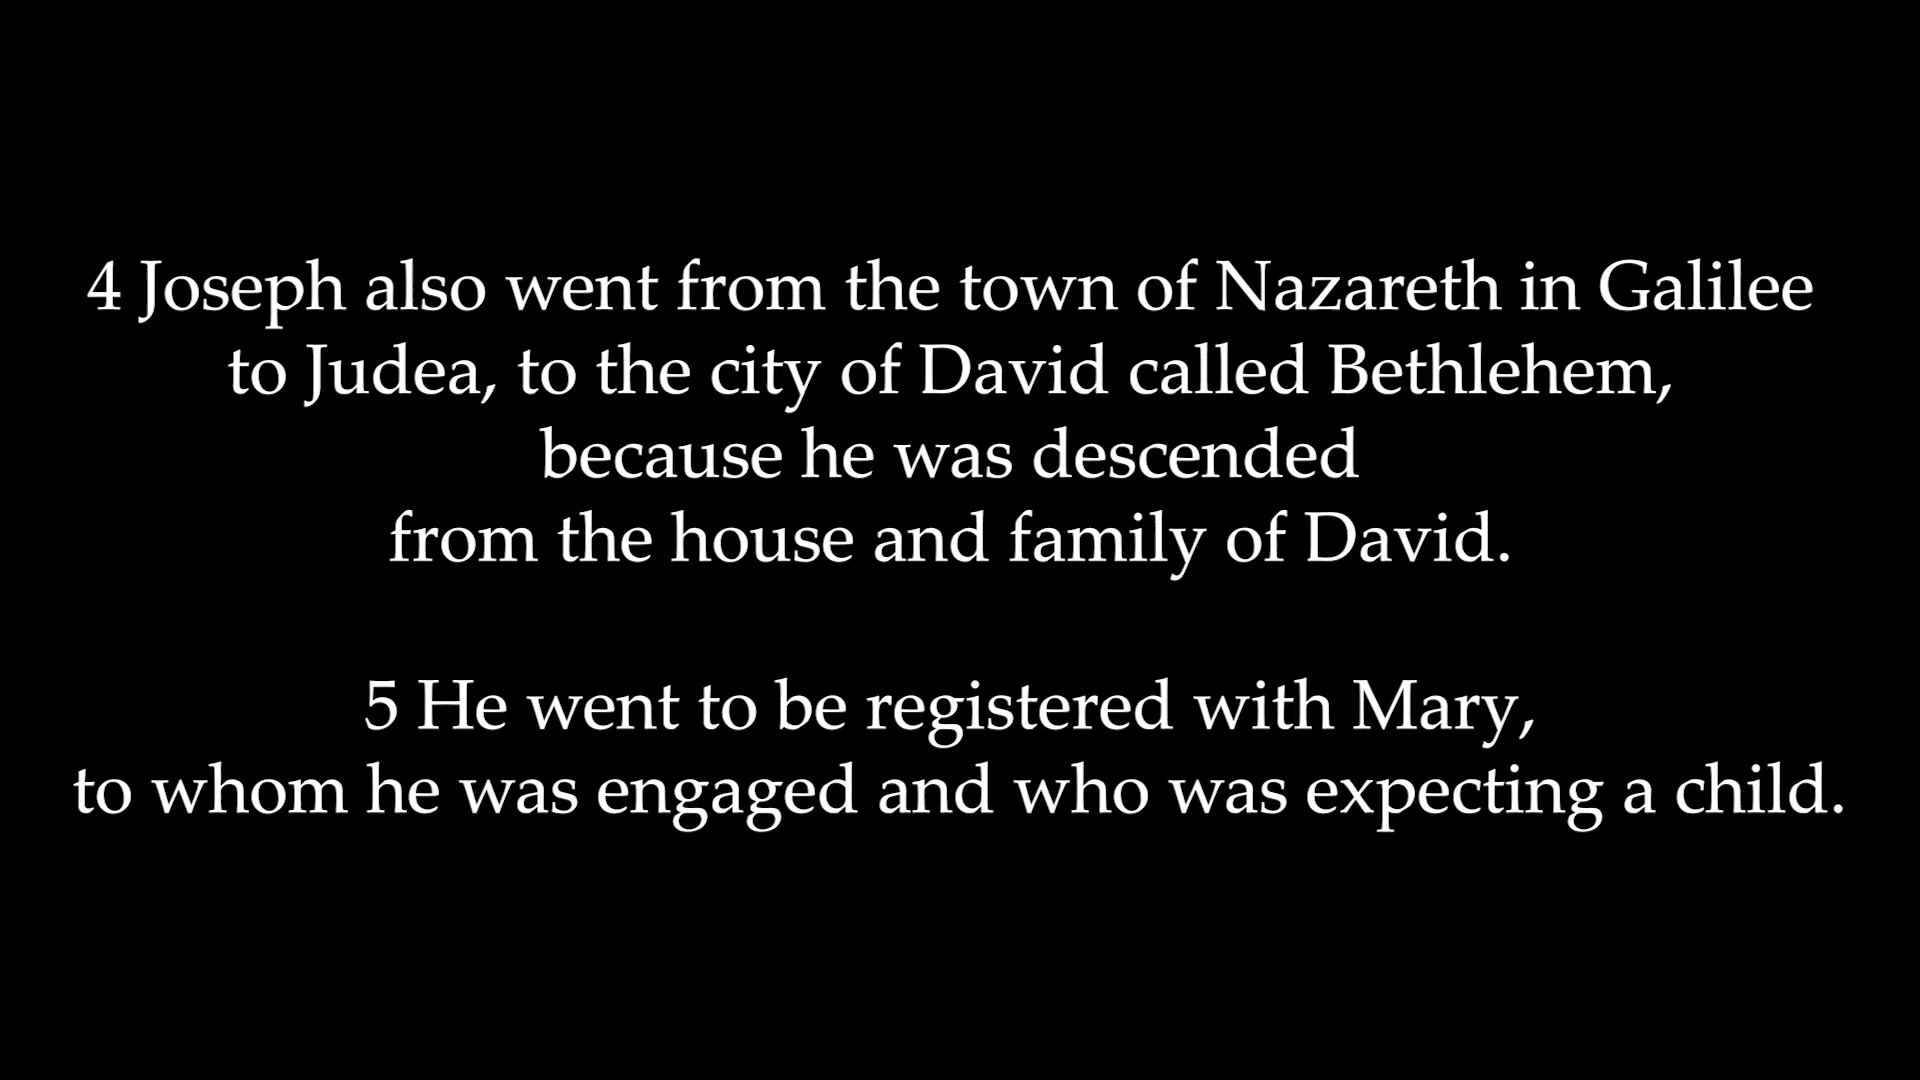 4 Joseph also went from the town of Nazareth in Galilee
to Judea, to the city of David called Bethlehem,
because he was descended
from the house and family of David.
5 He went to be registered with Mary,
to whom he was engaged and who was expecting a child.